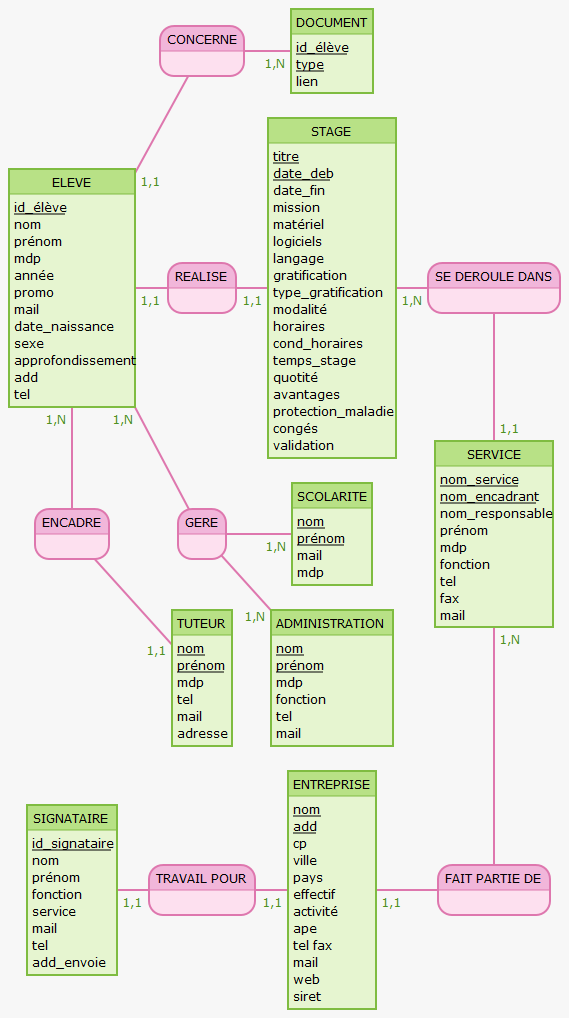 CONCERNE
DOCUMENT
id_élève
type
lien
1,N
1,1
ELEVE
id_élève
nom
prénom
mdp
année
promo
mail
date_naissance
sexe
approfondissement
add
tel
1,1
REALISE
1,1
STAGE
titre
date_deb
date_fin
mission
matériel
logiciels
langage
gratification
type_gratification
modalité
horaires
cond_horaires
temps_stage
quotité
avantages
protection_maladie
congés
validation
1,N
SE DEROULE DANS
1,1
SERVICE
nom_service
nom_encadrant
nom_responsable
prénom
mdp
fonction
tel
fax
mail
1,N
1,N
1,N
ENCADRE
GERE
SCOLARITE
nom
prénom
mail
mdp
1,N
1,N
1,1
TUTEUR
nom
prénom
mdp
tel
mail
adresse
ADMINISTRATION
nom
prénom
mdp
fonction
tel
mail
SIGNATAIRE
id_signataire
nom
prénom
fonction
service
mail
tel
add_envoie
1,1
TRAVAIL POUR
1,1
ENTREPRISE
nom
add
cp
ville
pays
effectif
activité
ape
tel fax
mail
web
siret
1,1
FAIT PARTIE DE